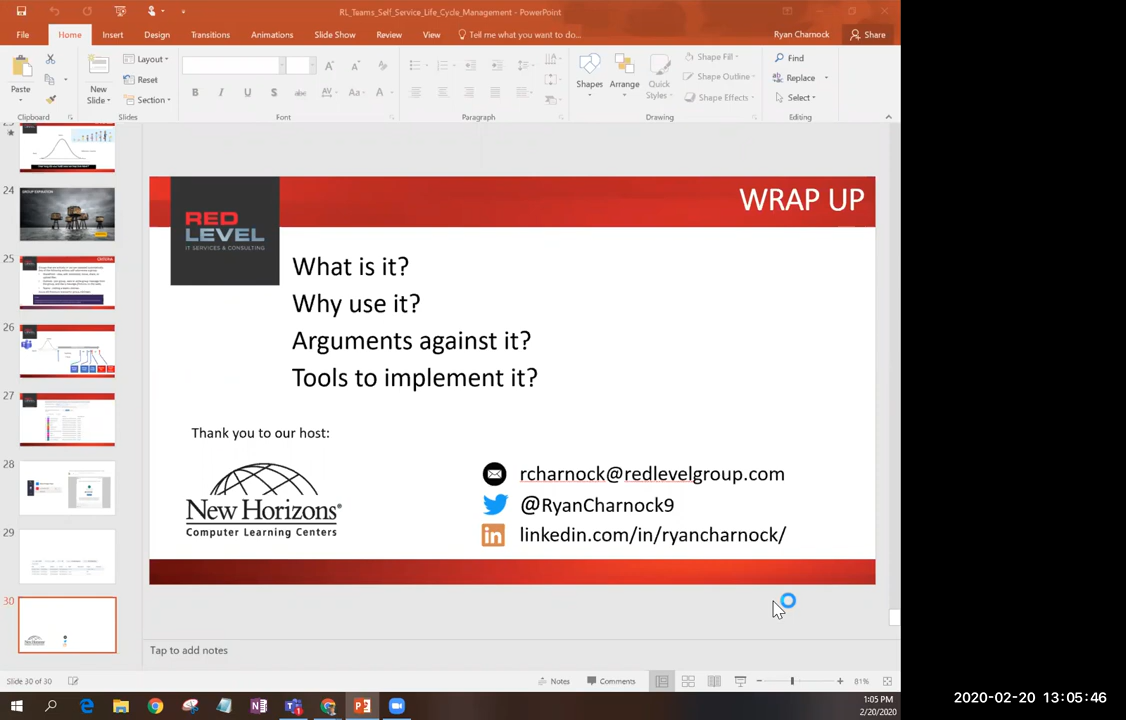 RL_Teams_Self_Service_Life_Cycle_Management - PowerPoint
File Home Insert Design Transitions Animations Slide Show Review View Tell me what you want to do... Ryan Charnock Share
Paste
Clipboard
New Slide
Layout
Reset
Section
Slides
B I U S abc AV Aa A
Font
Paragraph
Shapes
Arrange
Quick Styles
Shape Fill
Shape Outline
Shape Effects
Drawing
Find
Replace
Select
Editing
24
25
26
27
28
29
30
WRAP UP
RED
LEVEL
IT SERVICES & CONSULTING
What is it?
Why use it?
Arguments against it?
Tools to implement it?
Thank you to our host:
New Horizons®
Computer Learning Centers
rcharnock@redlevelgroup.com
@RyanCharnock9
linkedin.com/in/ryancharnock/
Tap to add notes
Slide 30 of 30 Notes Comments 81%
1:05 PM
2/20/2020
2020-02-20 13:05:46